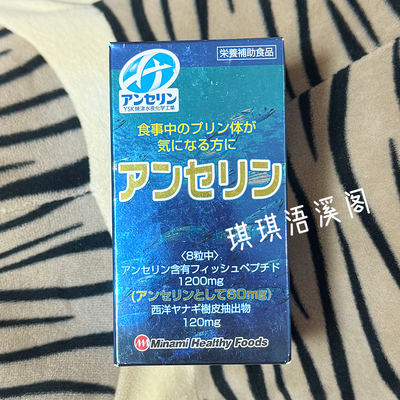 栄養補助食品
アンセリン
YSK焼津水産化学工業
食事中のプリン体が
気になる方に
アンセリン
琪琪浯溪阁
〈8粒中〉
アンセリン含有フィッシュペプチド
1200mg
(アンセリンとして60mg)
西洋ヤナギ樹皮抽出物
120mg
Minami Healthy Foods